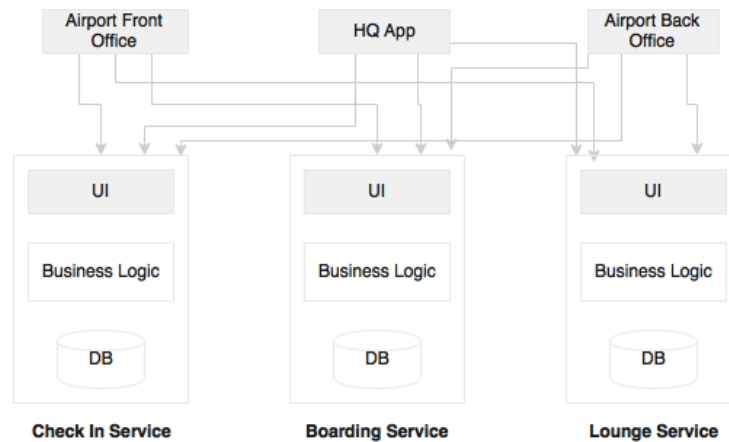 Airport Front
Office
HQ App
Airport Back
Office
UI
UI
UI
Business Logic
Business Logic
Business Logic
DB
DB
DB
Check In Service
Boarding Service
Lounge Service